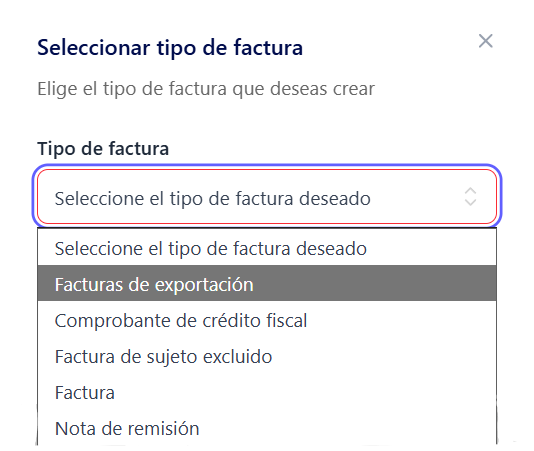 Seleccionar tipo de factura
Elige el tipo de factura que deseas crear
Tipo de factura
Seleccione el tipo de factura deseado
Seleccione el tipo de factura deseado
Facturas de exportación
Comprobante de crédito fiscal
Factura de sujeto excluido
Factura
Nota de remisión